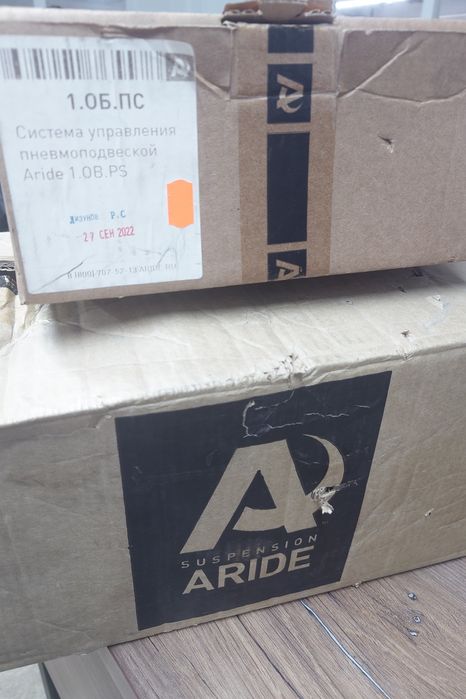 1.ОБ.ПС
Система управления
пневмоподвеской
Aride 1.OB.PS
Р.С
27 СЕН 2022
SUSPENSION
ARIDE